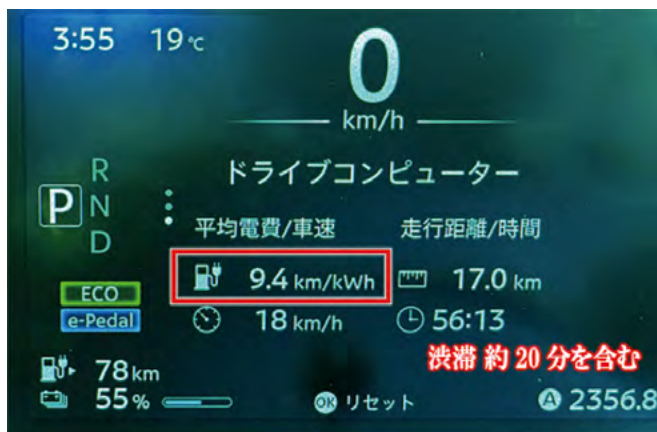 3:55 19℃
0
km/h
ドライブコンピューター
R
P N
D
平均電費/車速 走行距離/時間
9.4 km/kWh 17.0 km
ECO
e-Pedal 18 km/h 56:13
渋滞 約 20 分を含む
78 km
55 % OK リセット A 2356.8